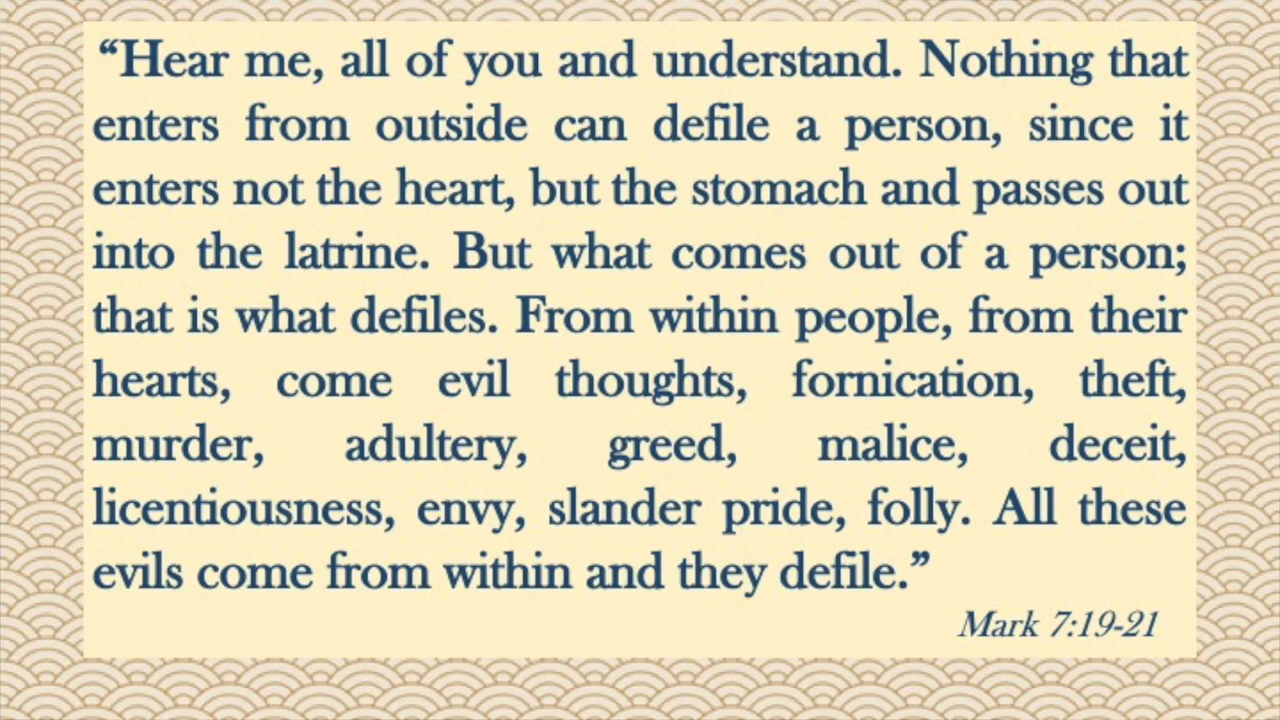 “Hear me, all of you and understand. Nothing that
enters from outside can defile a person, since it
enters not the heart, but the stomach and passes out
into the latrine. But what comes out of a person;
that is what defiles. From within people, from their
hearts, come evil thoughts, fornication, theft,
murder, adultery, greed, malice, deceit,
licentiousness, envy, slander pride, folly. All these
evils come from within and they defile.”
Mark 7:19-21